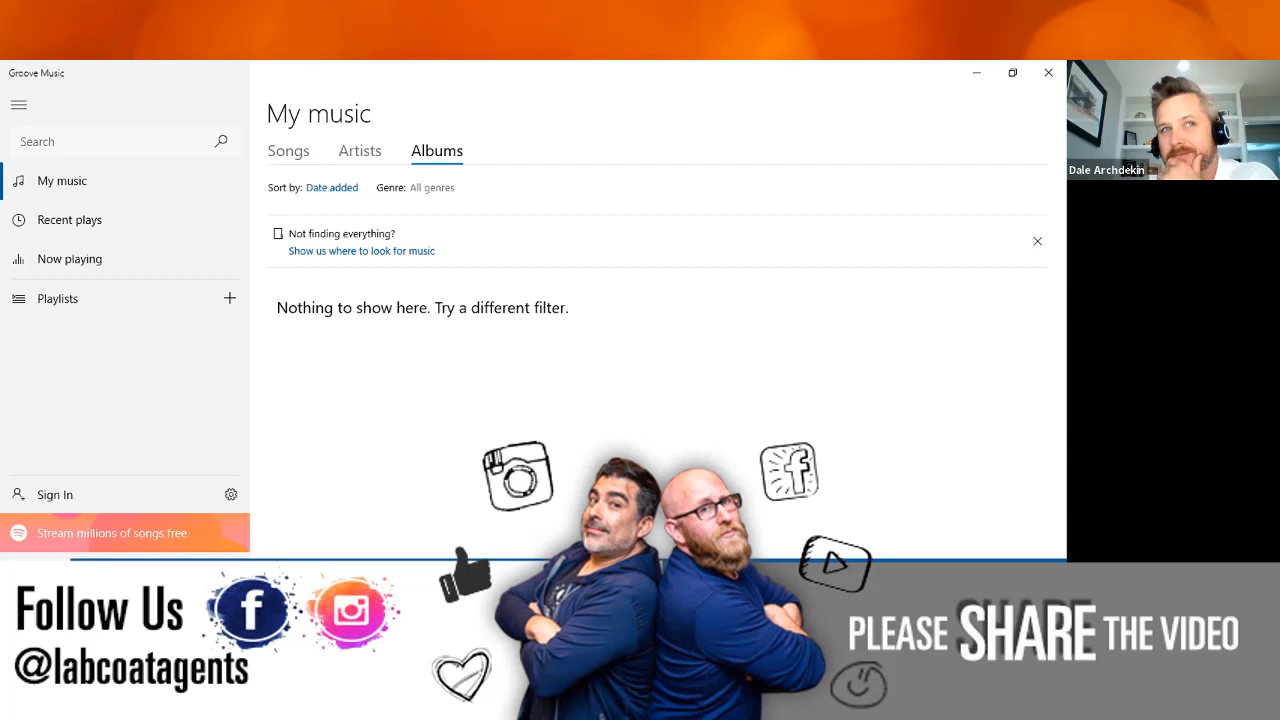 Groove Music
Search
My music
Recent plays
Now playing
Playlists
Sign In
Stream millions of songs free
My music
Songs Artists Albums
Sort by: Date added Genre: All genres
Not finding everything?
Show us where to look for music
Nothing to show here. Try a different filter.
Dale Archdekin
Follow Us
@labcoatagents
PLEASE SHARE THE VIDEO